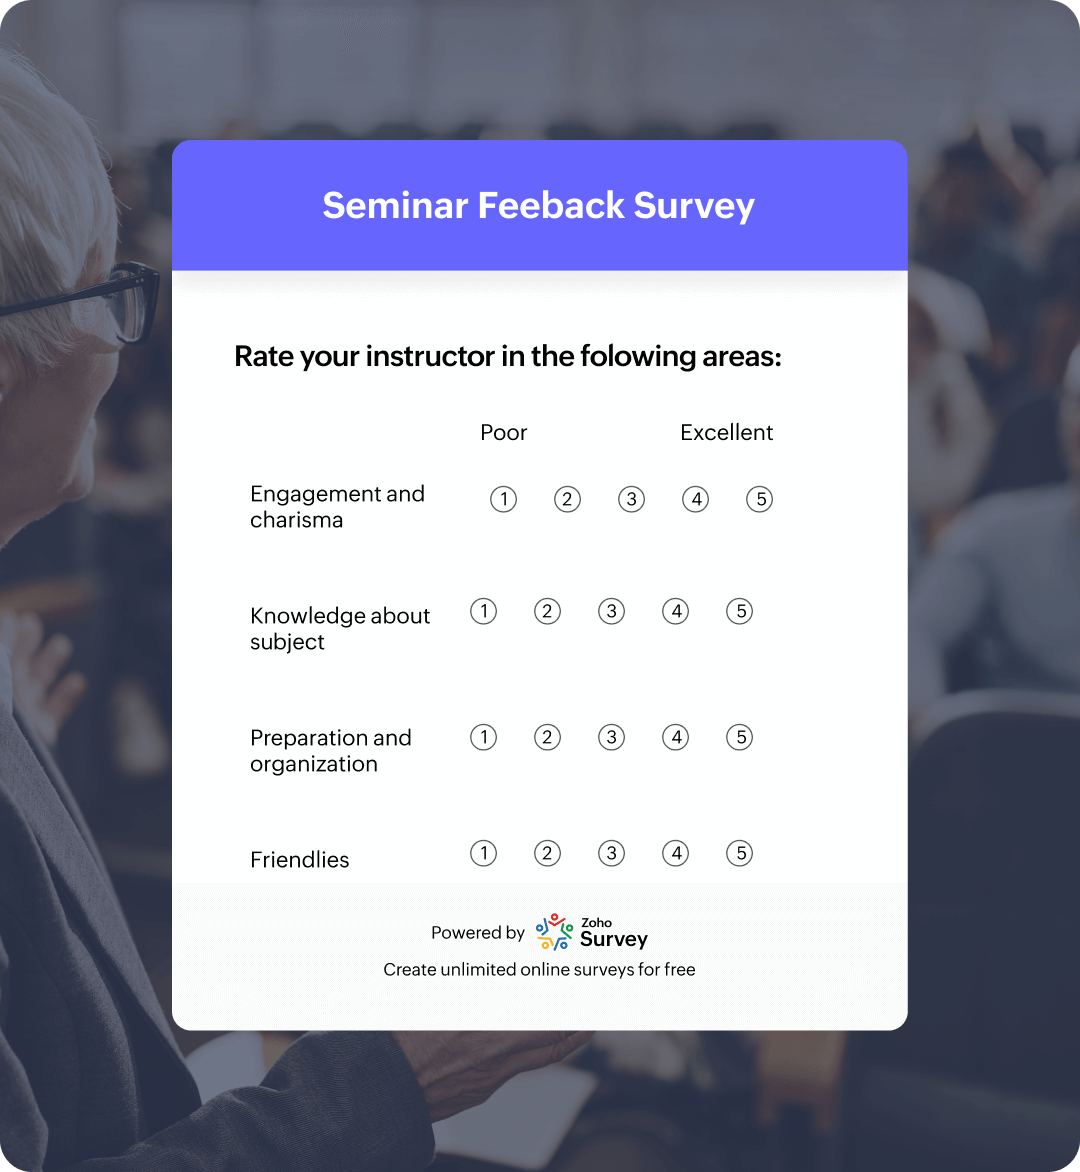 Seminar Feeback Survey
Rate your instructor in the folowing areas:
Poor Excellent
Engagement and
charisma
1 2 3 4 5
Knowledge about
subject
1 2 3 4 5
Preparation and
organization
1 2 3 4 5
Friendlies 1 2 3 4 5
Powered by Zoho Survey
Create unlimited online surveys for free